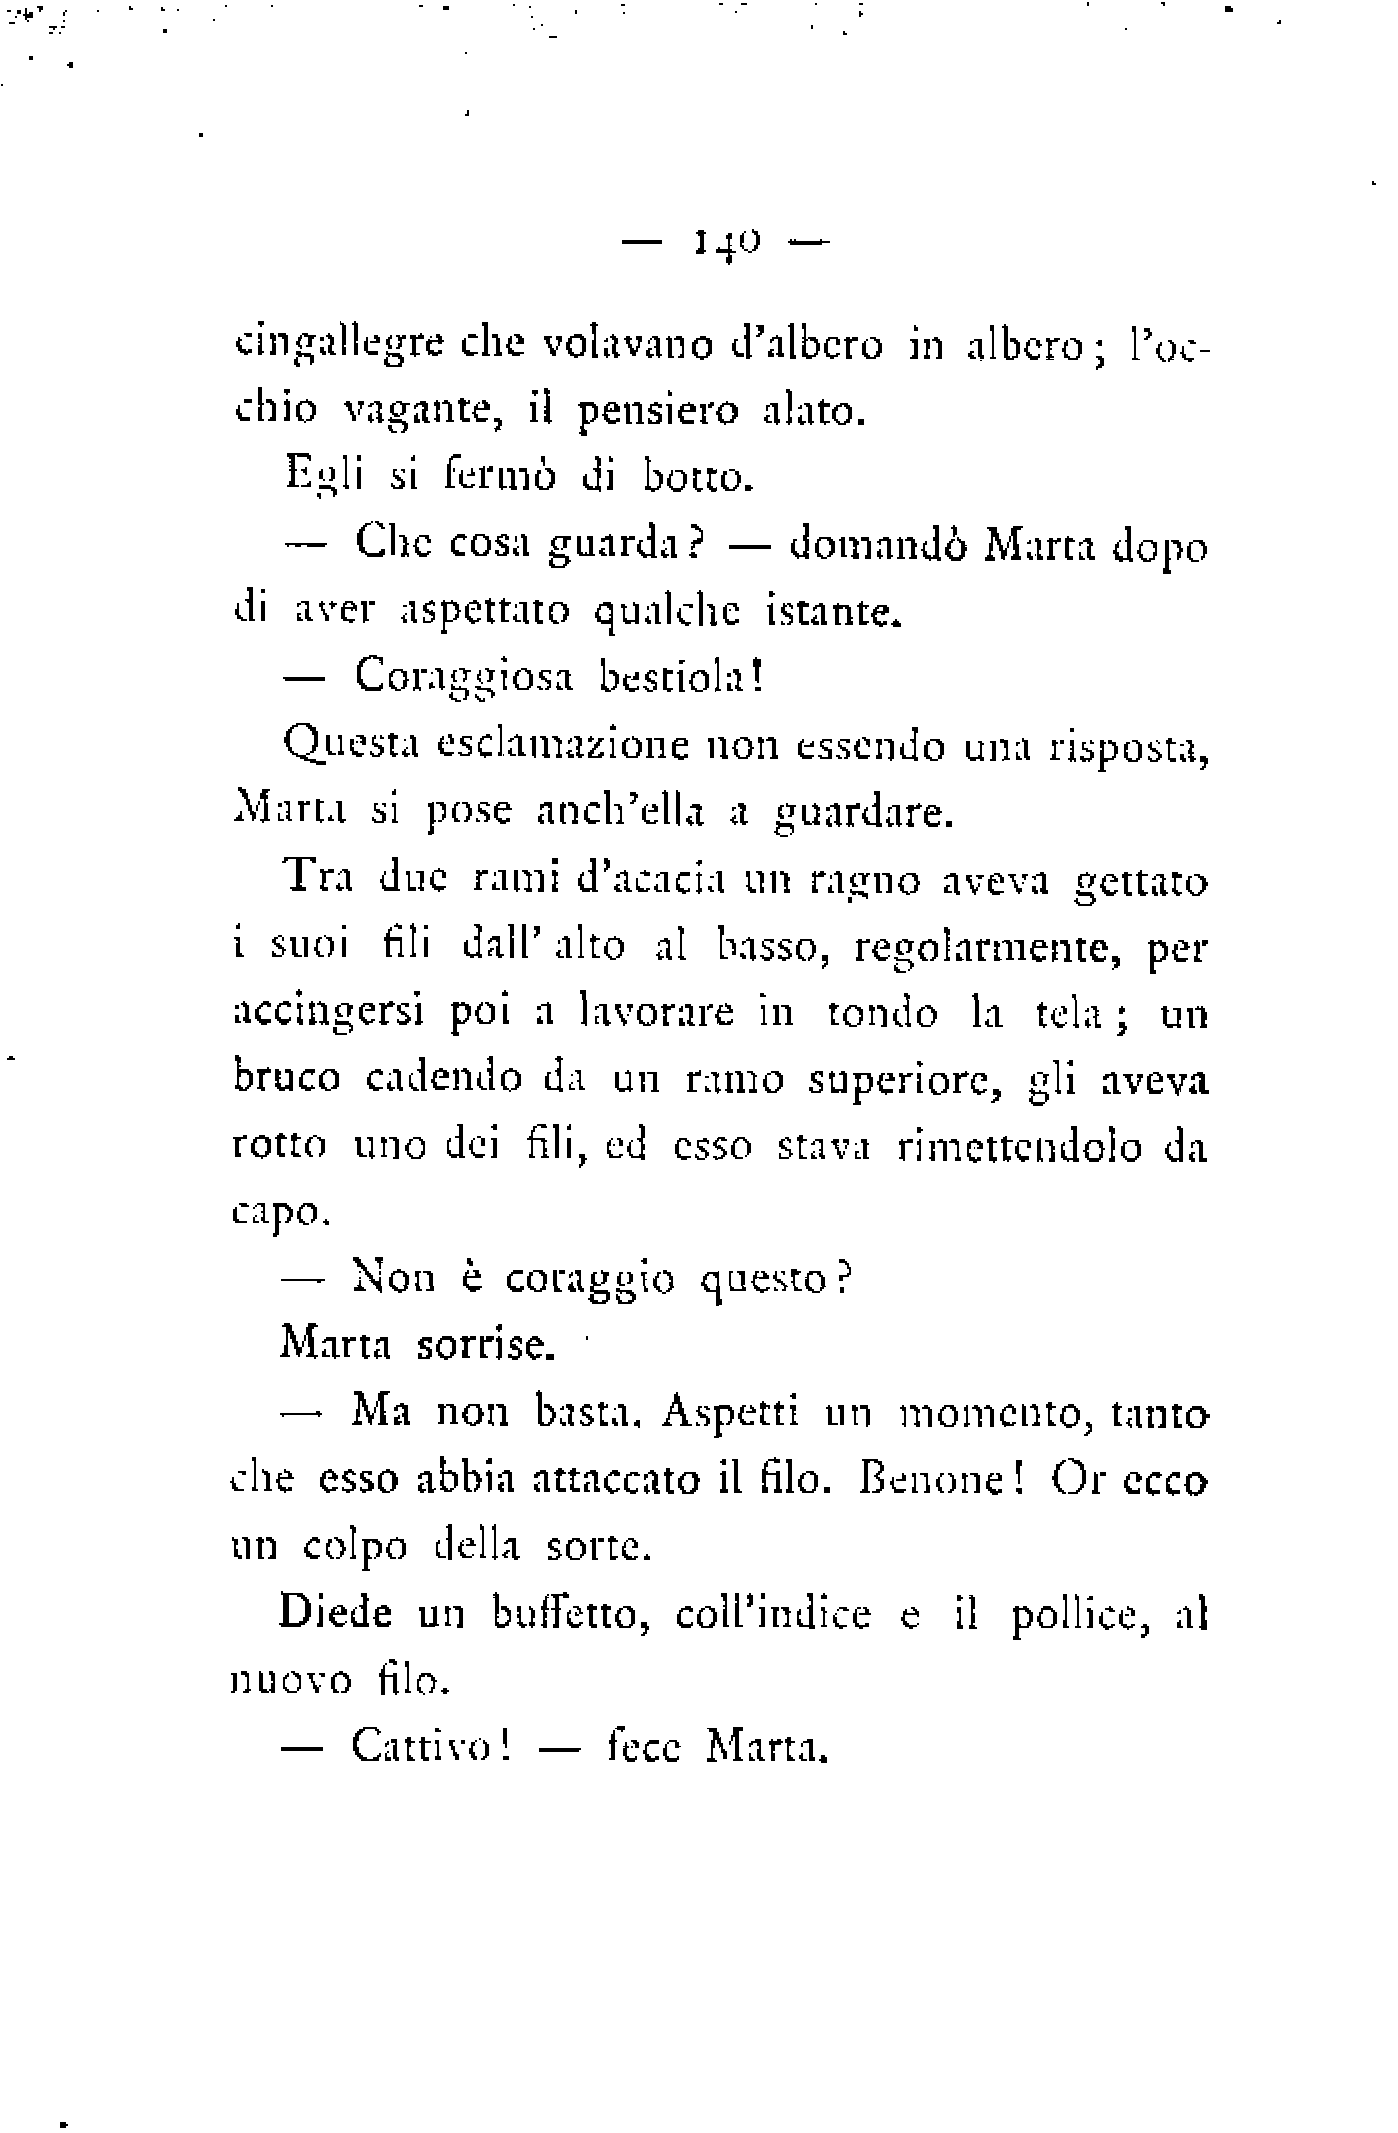 — 140 —
cingallegre che volavano d'albero in albero; l'oc-
chio vagante, il pensiero alato.
Egli si fermò di botto.
— Che cosa guarda? — domandò Marta dopo
di aver aspettato qualche istante.
— Coraggiosa bestiola!
Questa esclamazione non essendo una risposta,
Marta si pose anch'ella a guardare.
Tra due rami d'acacia un ragno aveva gettato
i suoi fili dall' alto al basso, regolarmente, per
accingersi poi a lavorare in tondo la tela; un
bruco cadendo da un ramo superiore, gli aveva
rotto uno dei fili, ed esso stava rimettendolo da
capo.
— Non è coraggio questo?
Marta sorrise.
— Ma non basta. Aspetti un momento, tanto
che esso abbia attaccato il filo. Benone! Or ecco
un colpo della sorte.
Diede un buffetto, coll'indice e il pollice, al
nuovo filo.
— Cattivo! — fece Marta.